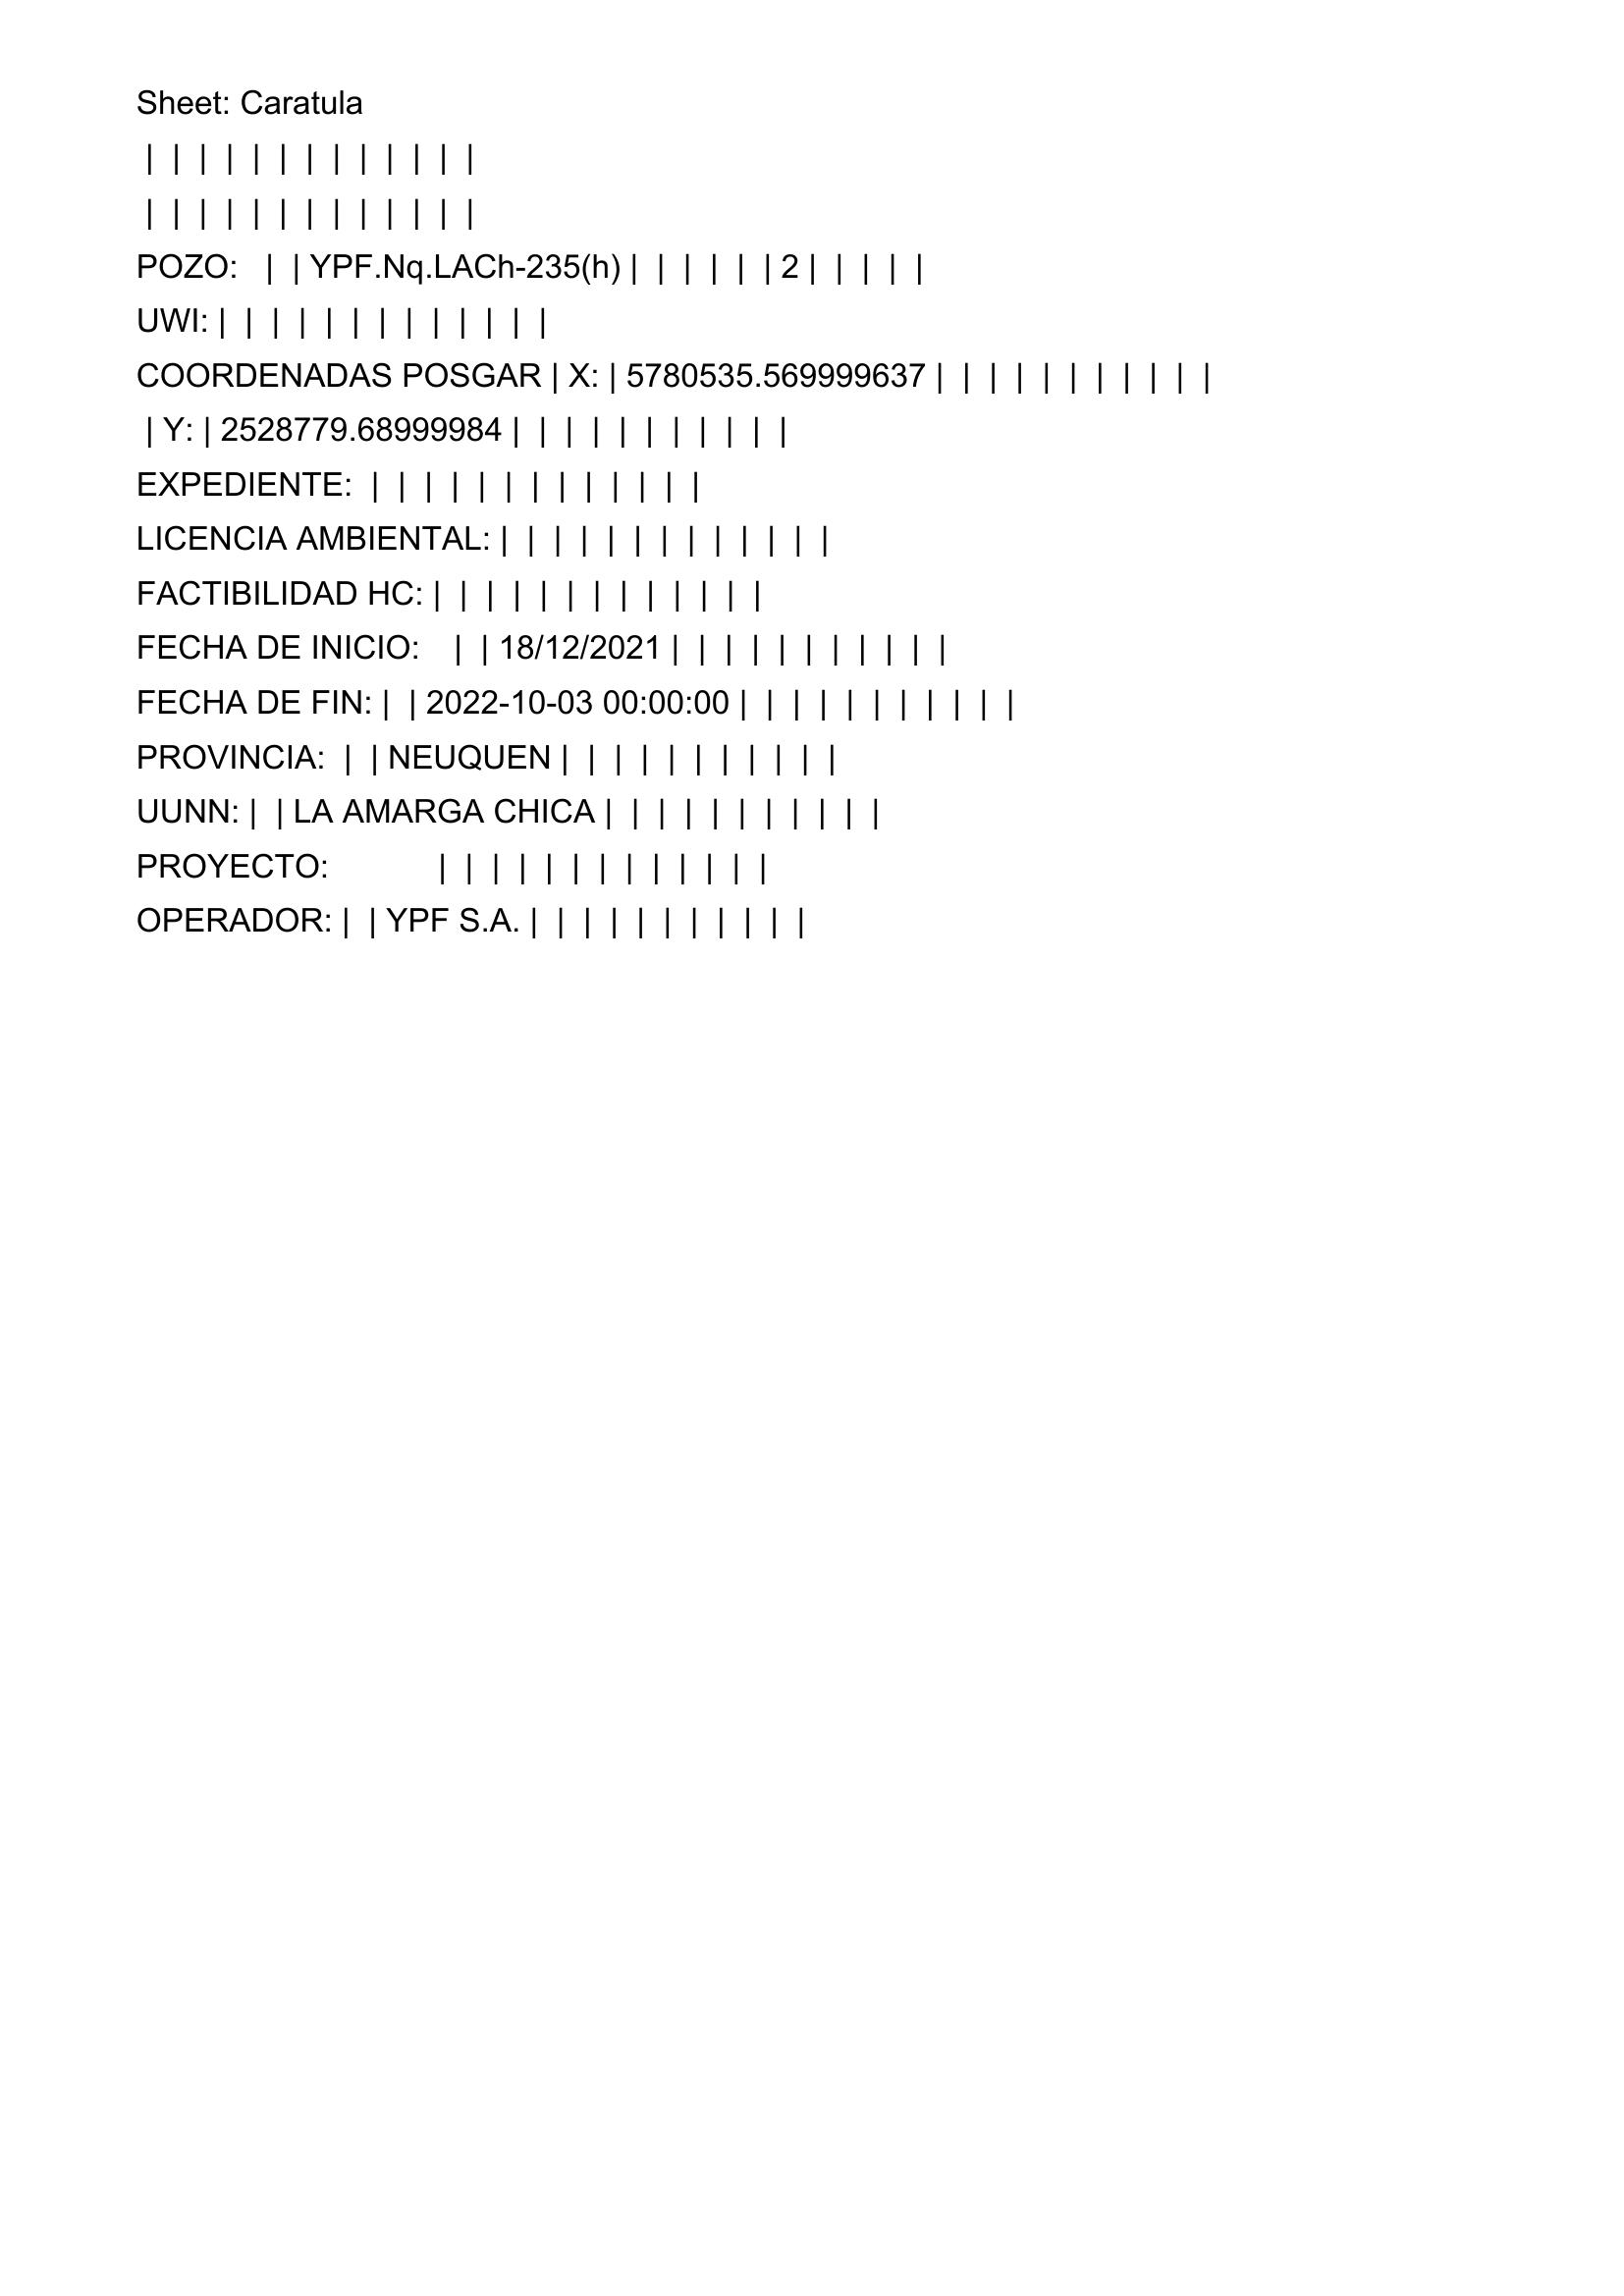 Sheet: Caratula
 |  |  |  |  |  |  |  |  |  |  |  |  |
 |  |  |  |  |  |  |  |  |  |  |  |  |
POZO:   |  | YPF.Nq.LACh-235(h) |  |  |  |  |  | 2 |  |  |  |  |
UWI: |  |  |  |  |  |  |  |  |  |  |  |  |
COORDENADAS POSGAR | X: | 5780535.569999637 |  |  |  |  |  |  |  |  |  |  |
 | Y: | 2528779.68999984 |  |  |  |  |  |  |  |  |  |  |
EXPEDIENTE:  |  |  |  |  |  |  |  |  |  |  |  |  |
LICENCIA AMBIENTAL: |  |  |  |  |  |  |  |  |  |  |  |  |
FACTIBILIDAD HC: |  |  |  |  |  |  |  |  |  |  |  |  |
FECHA DE INICIO:    |  | 18/12/2021 |  |  |  |  |  |  |  |  |  |  |
FECHA DE FIN: |  | 2022-10-03 00:00:00 |  |  |  |  |  |  |  |  |  |  |
PROVINCIA:  |  | NEUQUEN |  |  |  |  |  |  |  |  |  |  |
UUNN: |  | LA AMARGA CHICA |  |  |  |  |  |  |  |  |  |  |
PROYECTO:            |  |  |  |  |  |  |  |  |  |  |  |  |
OPERADOR: |  | YPF S.A. |  |  |  |  |  |  |  |  |  |  |